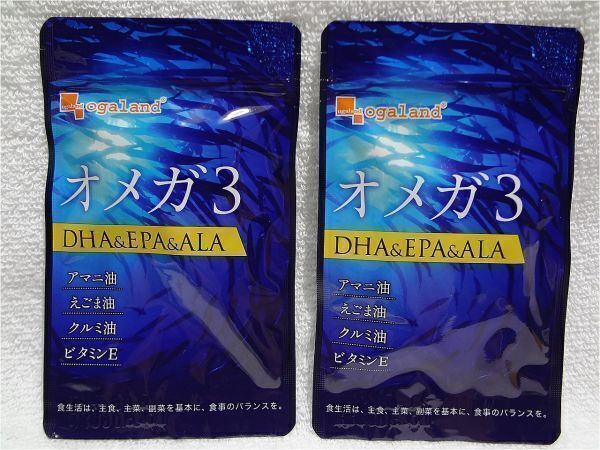 ogaland®
オメガ3
DHA&EPA&ALA
アマニ油
えごま油
クルミ油
ビタミンE
食生活は、主食、主菜、副菜を基本に、食事のバランスを。
ogaland®
オメガ3
DHA&EPA&ALA
アマニ油
えごま油
クルミ油
ビタミンE
食生活は、主食、主菜、副菜を基本に、食事のバランスを。